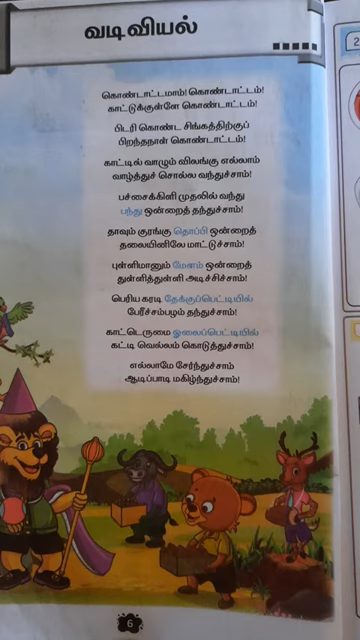 வடிவியல்
கொண்டாட்டமாம்! கொண்டாட்டம்!
காட்டுக்குள்ளே கொண்டாட்டம்!
பிடரி கொண்ட சிங்கத்திற்குப்
பிறந்தநாள் கொண்டாட்டம்!
காட்டில் வாழும் விலங்கு எல்லாம்
வாழ்த்துச் சொல்ல வந்துச்சாம்!
பச்சைக்கிளி முதலில் வந்து
பந்து ஒன்றைத் தந்துச்சாம்!
தாவும் குரங்கு தொப்பி ஒன்றைத்
தலையினிலே மாட்டுச்சாம்!
புள்ளிமானும் மேளம் ஒன்றைத்
துள்ளித்துள்ளி அடிச்சிச்சாம்!
பெரிய கரடி தேக்குப்பெட்டியில்
பேரீச்சம்பழம் தந்துச்சாம்!
காட்டெருமை ஓலைப்பெட்டியில்
கட்டி வெல்லம் கொடுத்துச்சாம்!
எல்லாமே சேர்ந்துச்சாம்
ஆடிப்பாடி மகிழ்ந்துச்சாம்!
6
2